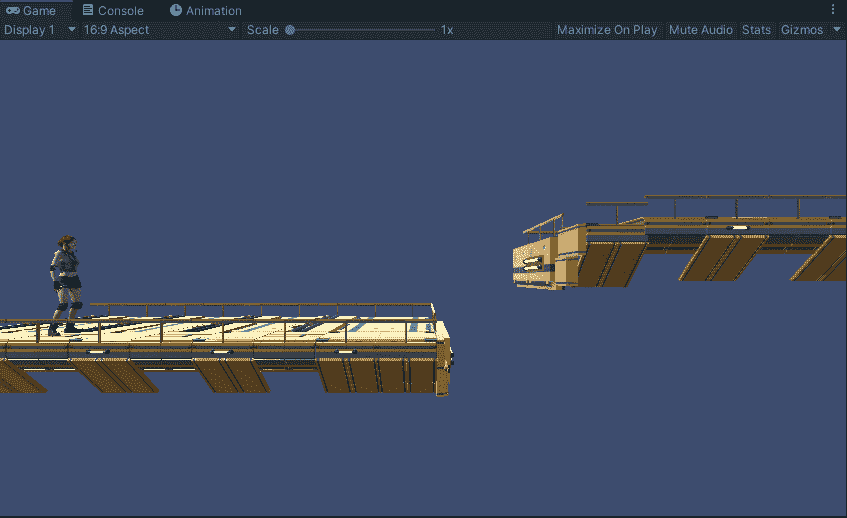 Game Console Animation
Display 1 16:9 Aspect Scale 1x Maximize On Play Mute Audio Stats Gizmos